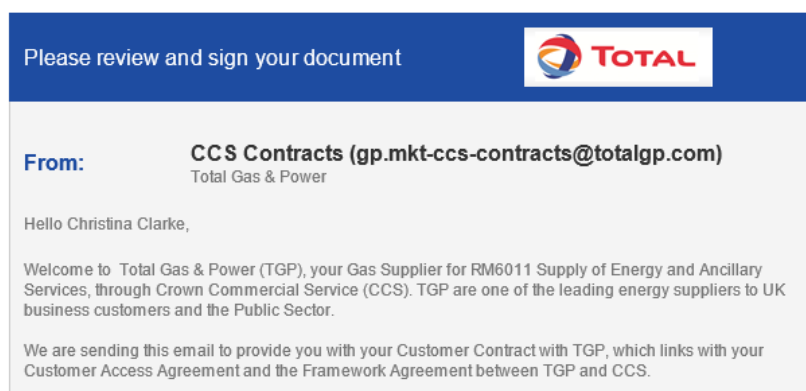 Please review and sign your document
TOTAL
From:
CCS Contracts (gp.mkt-ccs-contracts@totalgp.com)
Total Gas & Power
Hello Christina Clarke,
Welcome to Total Gas & Power (TGP), your Gas Supplier for RM6011 Supply of Energy and Ancillary
Services, through Crown Commercial Service (CCS). TGP are one of the leading energy suppliers to UK
business customers and the Public Sector.
We are sending this email to provide you with your Customer Contract with TGP, which links with your
Customer Access Agreement and the Framework Agreement between TGP and CCS.